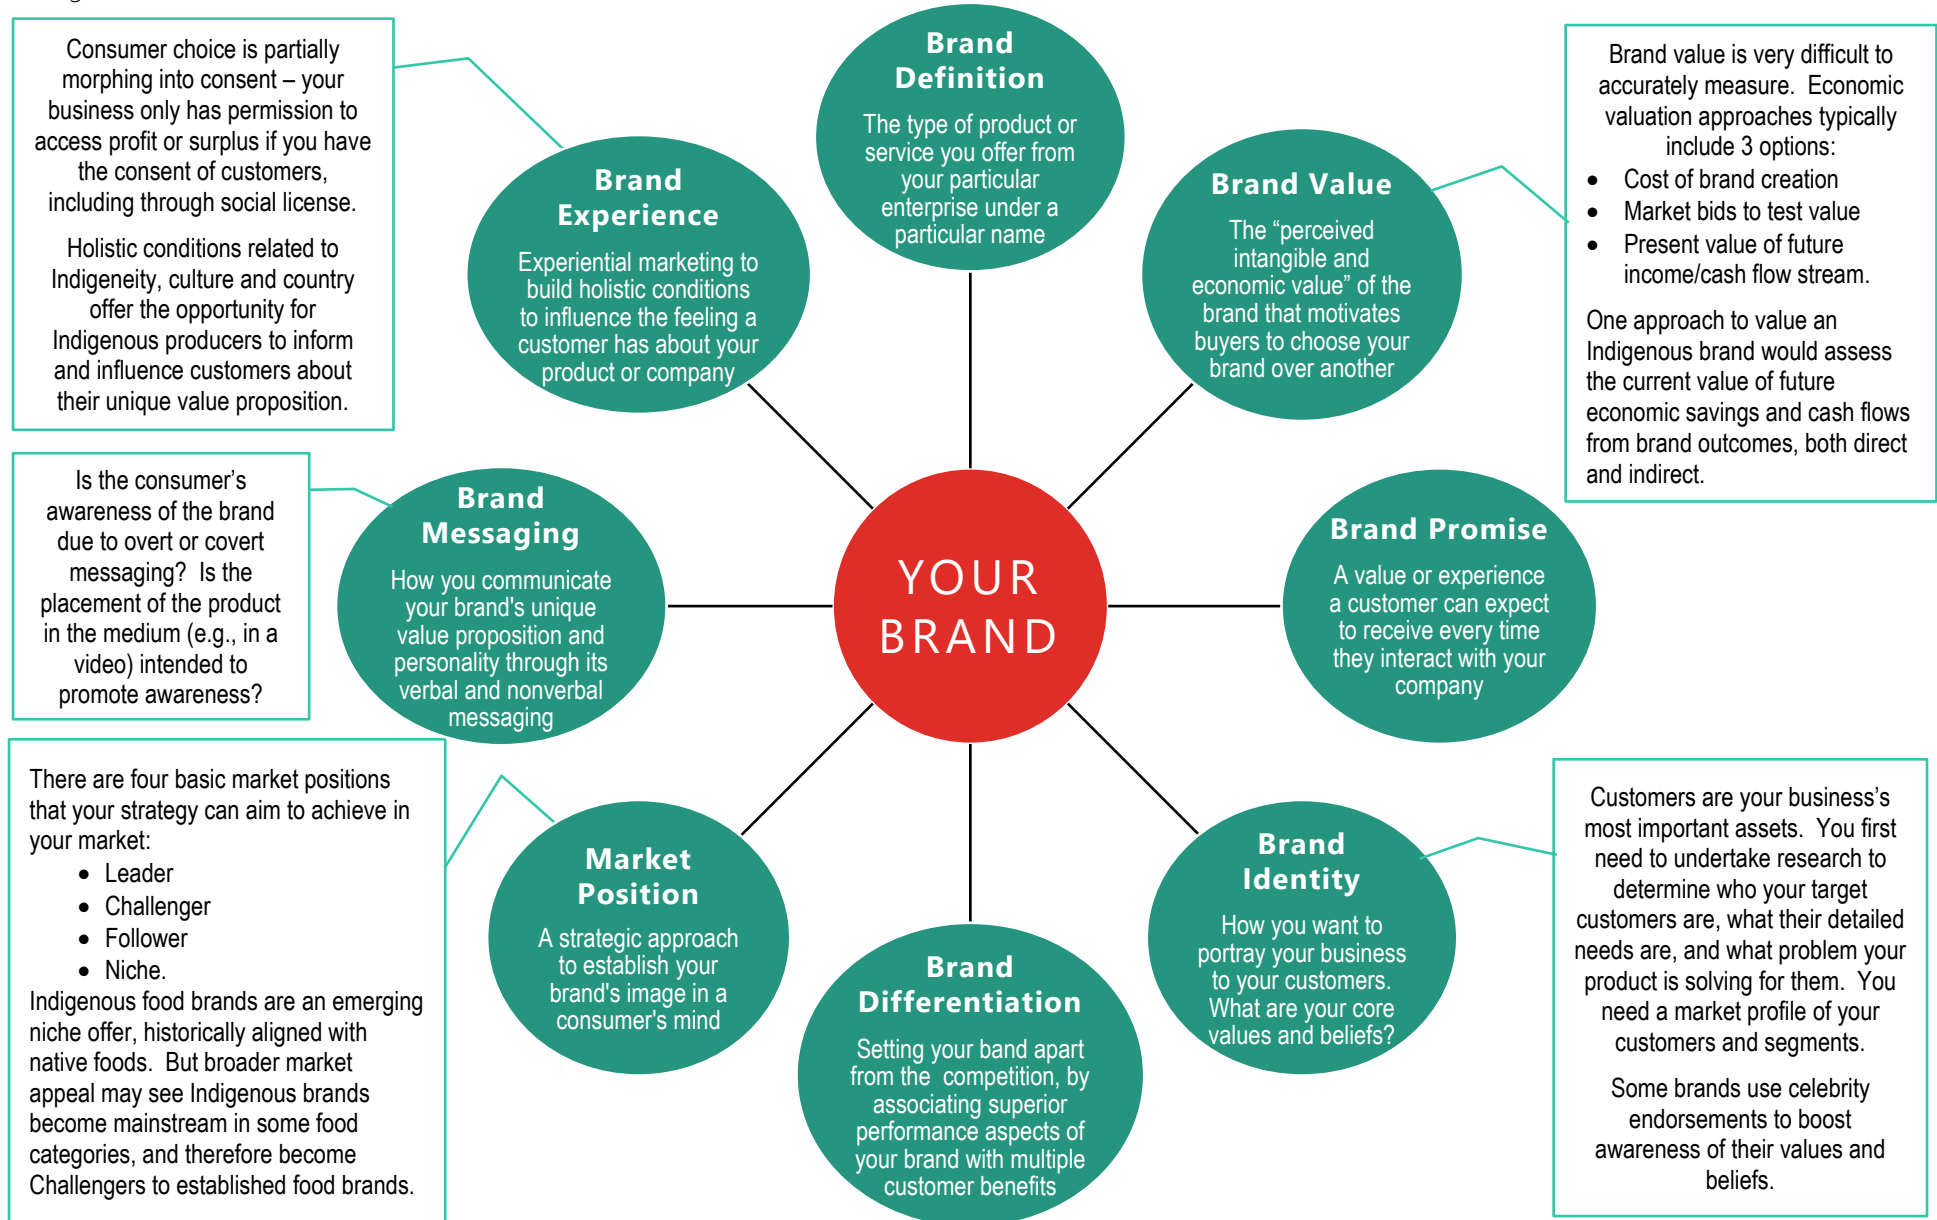 Consumer choice is partially
morphing into consent – your
business only has permission to
access profit or surplus if you have
the consent of customers,
including through social license.
Holistic conditions related to
Indigeneity, culture and country
offer the opportunity for
Indigenous producers to inform
and influence customers about
their unique value proposition.
Brand
Experience
Experiential marketing to
build holistic conditions
to influence the feeling a
customer has about your
product or company
Brand
Definition
The type of product or
service you offer from
your particular
enterprise under a
particular name
Brand Value
The “perceived
intangible and
economic value” of the
brand that motivates
buyers to choose your
brand over another
Brand value is very difficult to
accurately measure.  Economic
valuation approaches typically
include 3 options:
• Cost of brand creation
• Market bids to test value
• Present value of future
income/cash flow stream.
One approach to value an
Indigenous brand would assess
the current value of future
economic savings and cash flows
from brand outcomes, both direct
and indirect.
Is the consumer’s
awareness of the brand
due to overt or covert
messaging?  Is the
placement of the product
in the medium (e.g., in a
video) intended to
promote awareness?
Brand
Messaging
How you communicate
your brand's unique
value proposition and
personality through its
verbal and nonverbal
messaging
YOUR
BRAND
Brand Promise
A value or experience
a customer can expect
to receive every time
they interact with your
company
There are four basic market positions
that your strategy can aim to achieve in
your market:
• Leader
• Challenger
• Follower
• Niche.
Indigenous food brands are an emerging
niche offer, historically aligned with
native foods.  But broader market
appeal may see Indigenous brands
become mainstream in some food
categories, and therefore become
Challengers to established food brands.
Market
Position
A strategic approach
to establish your
brand's image in a
consumer's mind
Brand
Differentiation
Setting your band apart
from the  competition, by
associating superior
performance aspects of
your brand with multiple
customer benefits
Brand
Identity
How you want to
portray your business
to your customers.
What are your core
values and beliefs?
Customers are your business’s
most important assets.  You first
need to undertake research to
determine who your target
customers are, what their detailed
needs are, and what problem your
product is solving for them.  You
need a market profile of your
customers and segments.
Some brands use celebrity
endorsements to boost
awareness of their values and
beliefs.